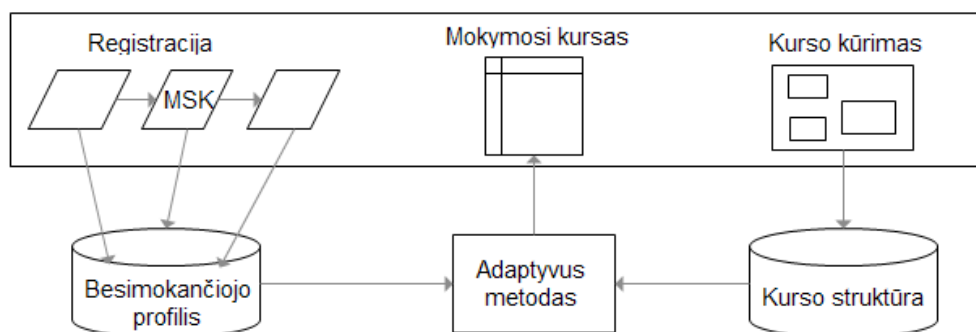 Registracija
Mokymosi kursas
Kurso kūrimas
MSK
Besimokančiojo
profilis
Adaptyvus
metodas
Kurso struktūra